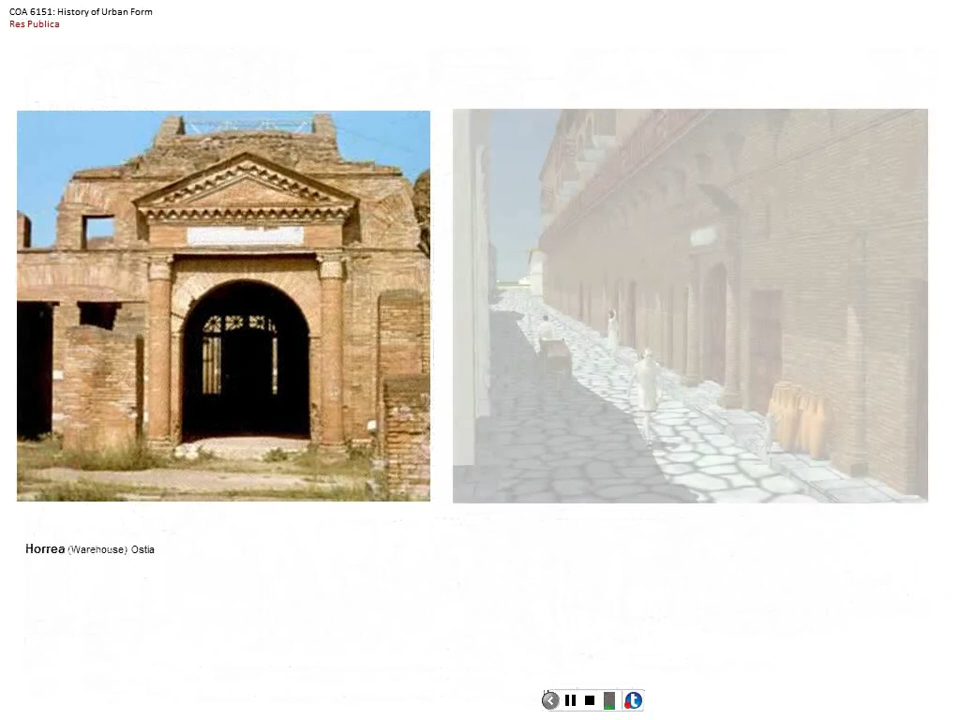 COA 6151: History of Urban Form
Res Publica
Horrea (Warehouse) Ostia